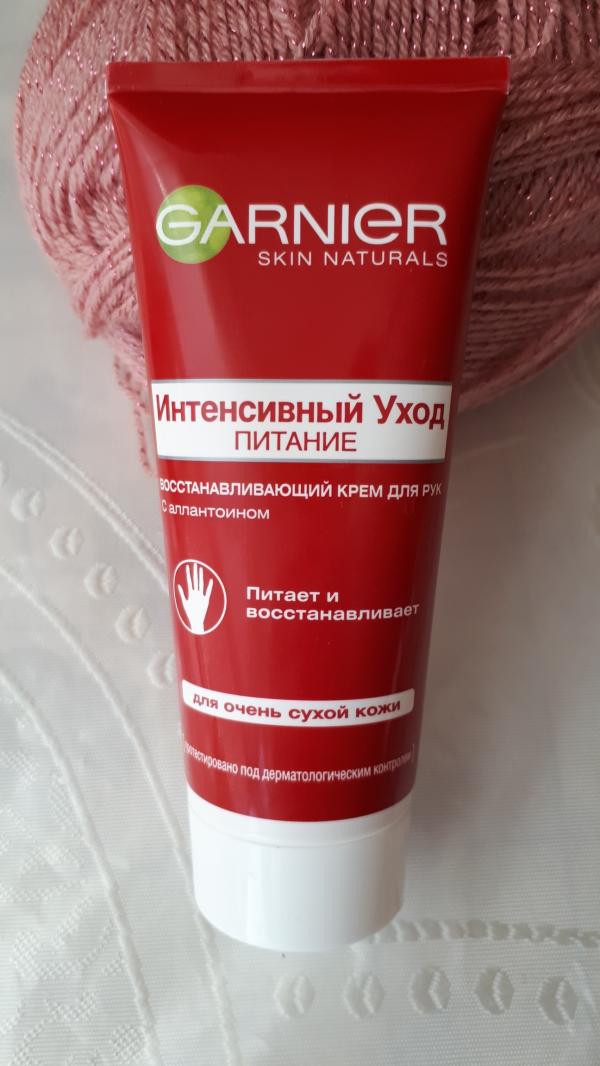 GARNIER
SKIN NATURALS
Интенсивный Уход
ПИТАНИЕ
ВОССТАНАВЛИВАЮЩИЙ КРЕМ ДЛЯ РУК
С аллантоином
Питает и
восстанавливает
для очень сухой кожи
[протестировано под дерматологическим контролем]